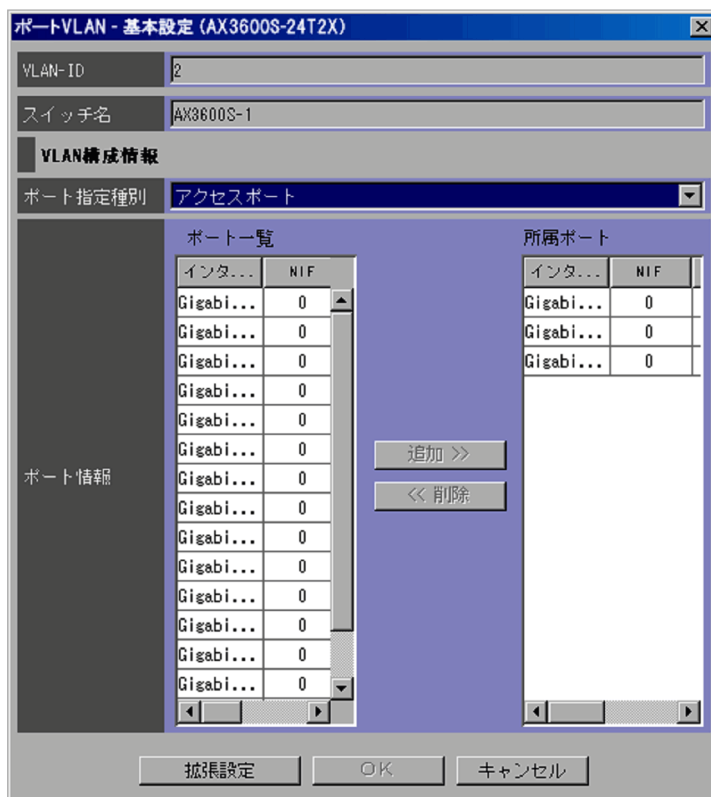 ポートVLAN - 基本設定 (AX3600S-24T2X)
VLAN-ID 2
スイッチ名 AX3600S-1
VLAN構成情報
ポート指定種別 アクセスポート
ポート情報
ポート一覧
インタ... NIF
Gigabi... 0
Gigabi... 0
Gigabi... 0
Gigabi... 0
Gigabi... 0
Gigabi... 0
Gigabi... 0
Gigabi... 0
Gigabi... 0
Gigabi... 0
Gigabi... 0
Gigabi... 0
Gigabi... 0
Gigabi... 0
追加 >>
<< 削除
所属ポート
インタ... NIF
Gigabi... 0
Gigabi... 0
Gigabi... 0
拡張設定 OK キャンセル